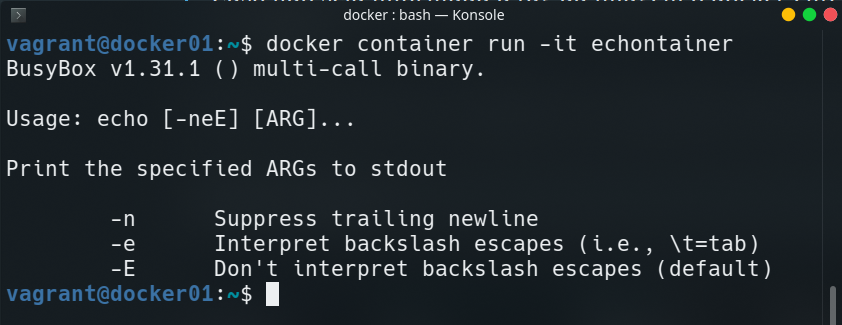 docker : bash — Konsole
vagrant@docker01:~$ docker container run -it echontainer
BusyBox v1.31.1 () multi-call binary.
Usage: echo [-neE] [ARG]...
Print the specified ARGs to stdout
-n Suppress trailing newline
-e Interpret backslash escapes (i.e., \t=tab)
-E Don't interpret backslash escapes (default)
vagrant@docker01:~$